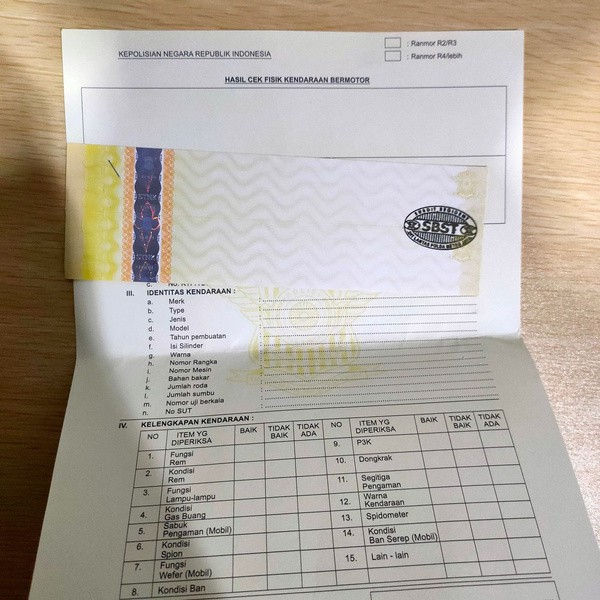 KEPOLISIAN NEGARA REPUBLIK INDONESIA
: Ranmor R2/R3
: Ranmor R4/lebih
HASIL CEK FISIK KENDARAAN BERMOTOR
SBST
III. IDENTITAS KENDARAAN :
a. Merk
b. Type
c. Jenis
d. Model
e. Tahun pembuatan
f. Isi Silinder
g. Warna
h. Nomor Rangka
i. Nomor Mesin
j. Bahan bakar
k. Jumlah roda
l. Jumlah sumbu
m. Nomor uji berkala
n. No SUT
IV. KELENGKAPAN KENDARAAN :
NO ITEM YG DIPERIKSA BAIK TIDAK BAIK TIDAK ADA NO ITEM YG DIPERIKSA BAIK TIDAK BAIK TIDAK ADA
1. Fungsi Rem
2. Kondisi Rem
3. Fungsi Lampu-lampu
4. Kondisi Gas Buang
5. Sabuk Pengaman (Mobil)
6. Kondisi Spion
7. Fungsi Wefer (Mobil)
8. Kondisi Ban
9. P3K
10. Dongkrak
11. Segitiga Pengaman
12. Warna Kendaraan
13. Spidometer
14. Kondisi Ban Serep (Mobil)
15. Lain - lain